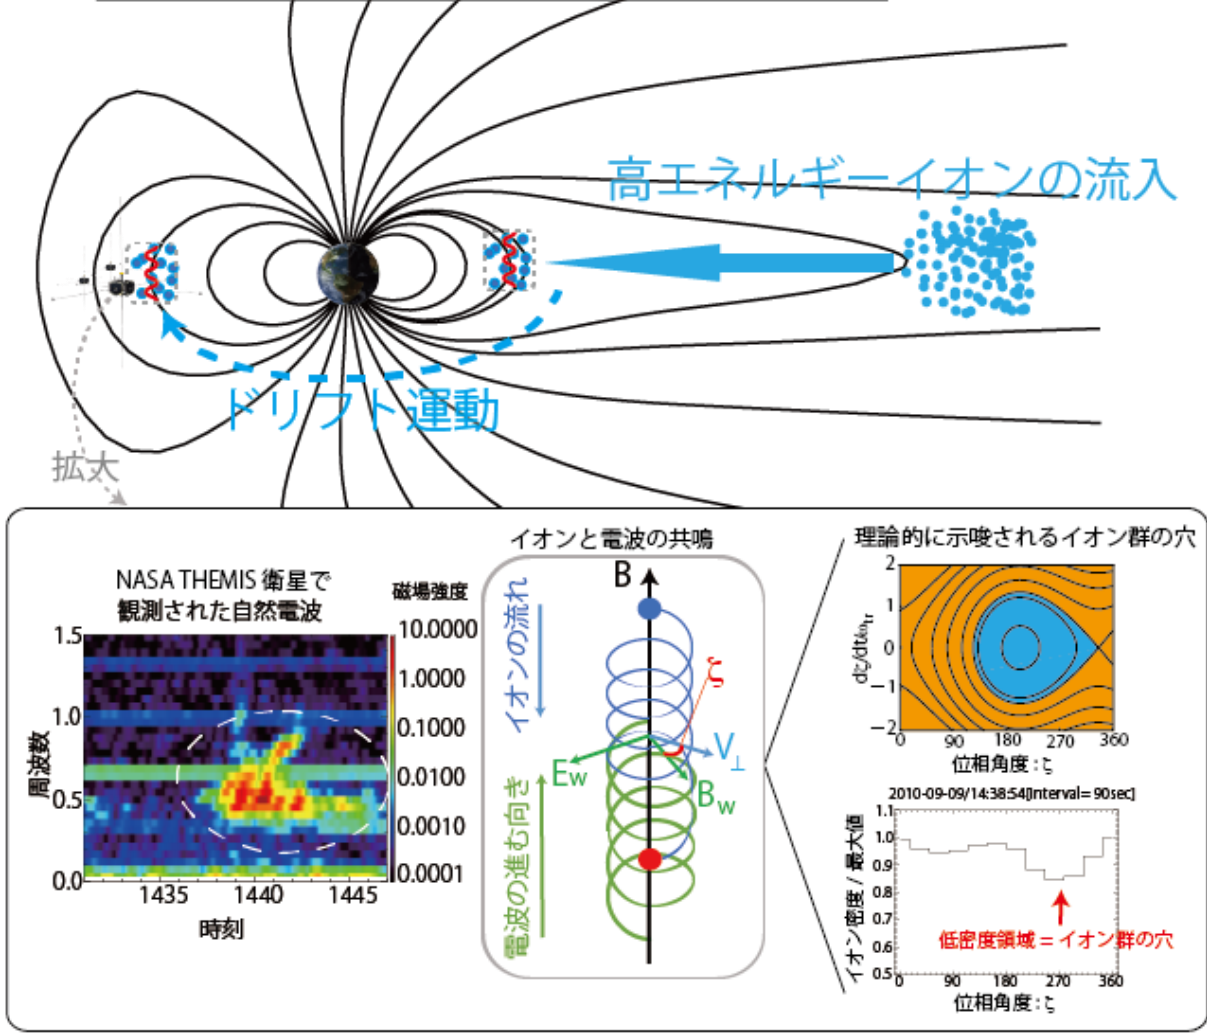 高エネルギーイオンの流入
ドリフト運動
拡大
イオンと電波の共鳴
理論的に示唆されるイオン群の穴
NASA THEMIS 衛星で
観測された自然電波
磁場強度
10.0000
1.0000
0.1000
0.0100
0.0010
0.0001
周波数
1.5
1.0
0.5
0.0
1435
1440
1445
時刻
B
イオンの流れ
ζ
V⊥
Ew
Bw
電波の進む向き
dζ/dt/ωtr
2
1
0
−1
−2
0
90
180
270
360
位相角度 : ζ
2010-09-09/14:38:54[Interval= 90sec]
イオン密度 / 最大値
1.1
1.0
0.9
0.8
0.7
0.6
0.5
低密度領域 = イオン群の穴
0
90
180
270
360
位相角度 : ζ